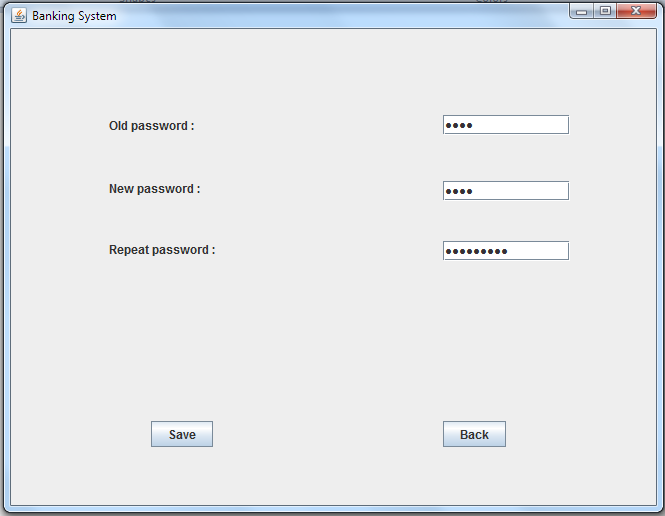 Banking System
Old password :
••••
New password :
••••
Repeat password :
•••••••••
Save
Back